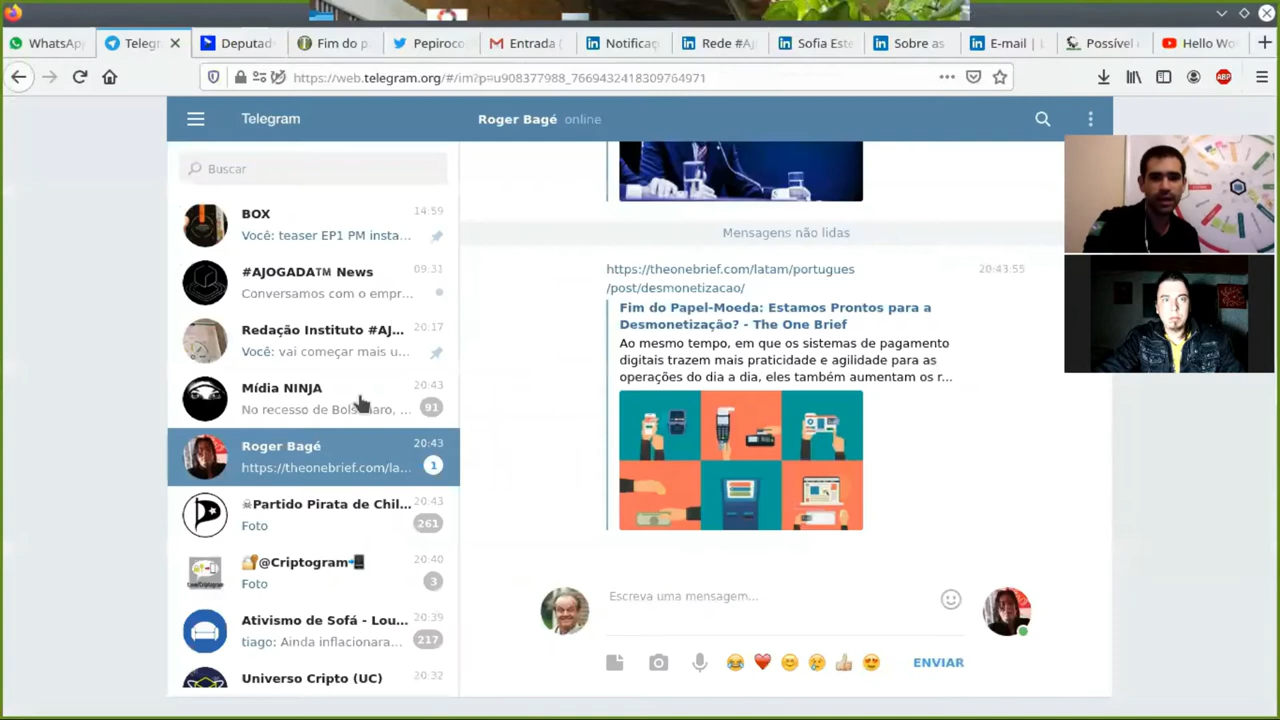 WhatsAp
Telegr
Deputad
Fim do p
Pepiroco
Entrada (
Notificaç
Rede #AJ
Sofia Este
Sobre as
E-mail | L
Possível
Hello Wo
https://web.telegram.org/#/im?p=u908377988_7669432418309764971
ABP
Telegram
Roger Bagé online
Buscar
BOX 14:59
Você: teaser EP1 PM insta...
#AJOGADA™ News 09:31
Conversamos com o empr...
Redação Instituto #AJ... 20:17
Você: vai começar mais u...
Mídia NINJA 20:43
No recesso de Bolsonaro, ... 91
Roger Bagé 20:43
https://theonebrief.com/la... 1
☠Partido Pirata de Chil... 20:43
Foto 261
🔐@Criptogram📲 20:40
Foto 3
Ativismo de Sofá - Lou... 20:39
tiago: Ainda inflacionara... 217
Universo Cripto (UC) 20:32
Mensagens não lidas
https://theonebrief.com/latam/portugues 20:43:55
/post/desmonetizacao/
Fim do Papel-Moeda: Estamos Prontos para a
Desmonetização? - The One Brief
Ao mesmo tempo, em que os sistemas de pagamento
digitais trazem mais praticidade e agilidade para as
operações do dia a dia, eles também aumentam os r...
Escreva uma mensagem...
ENVIAR